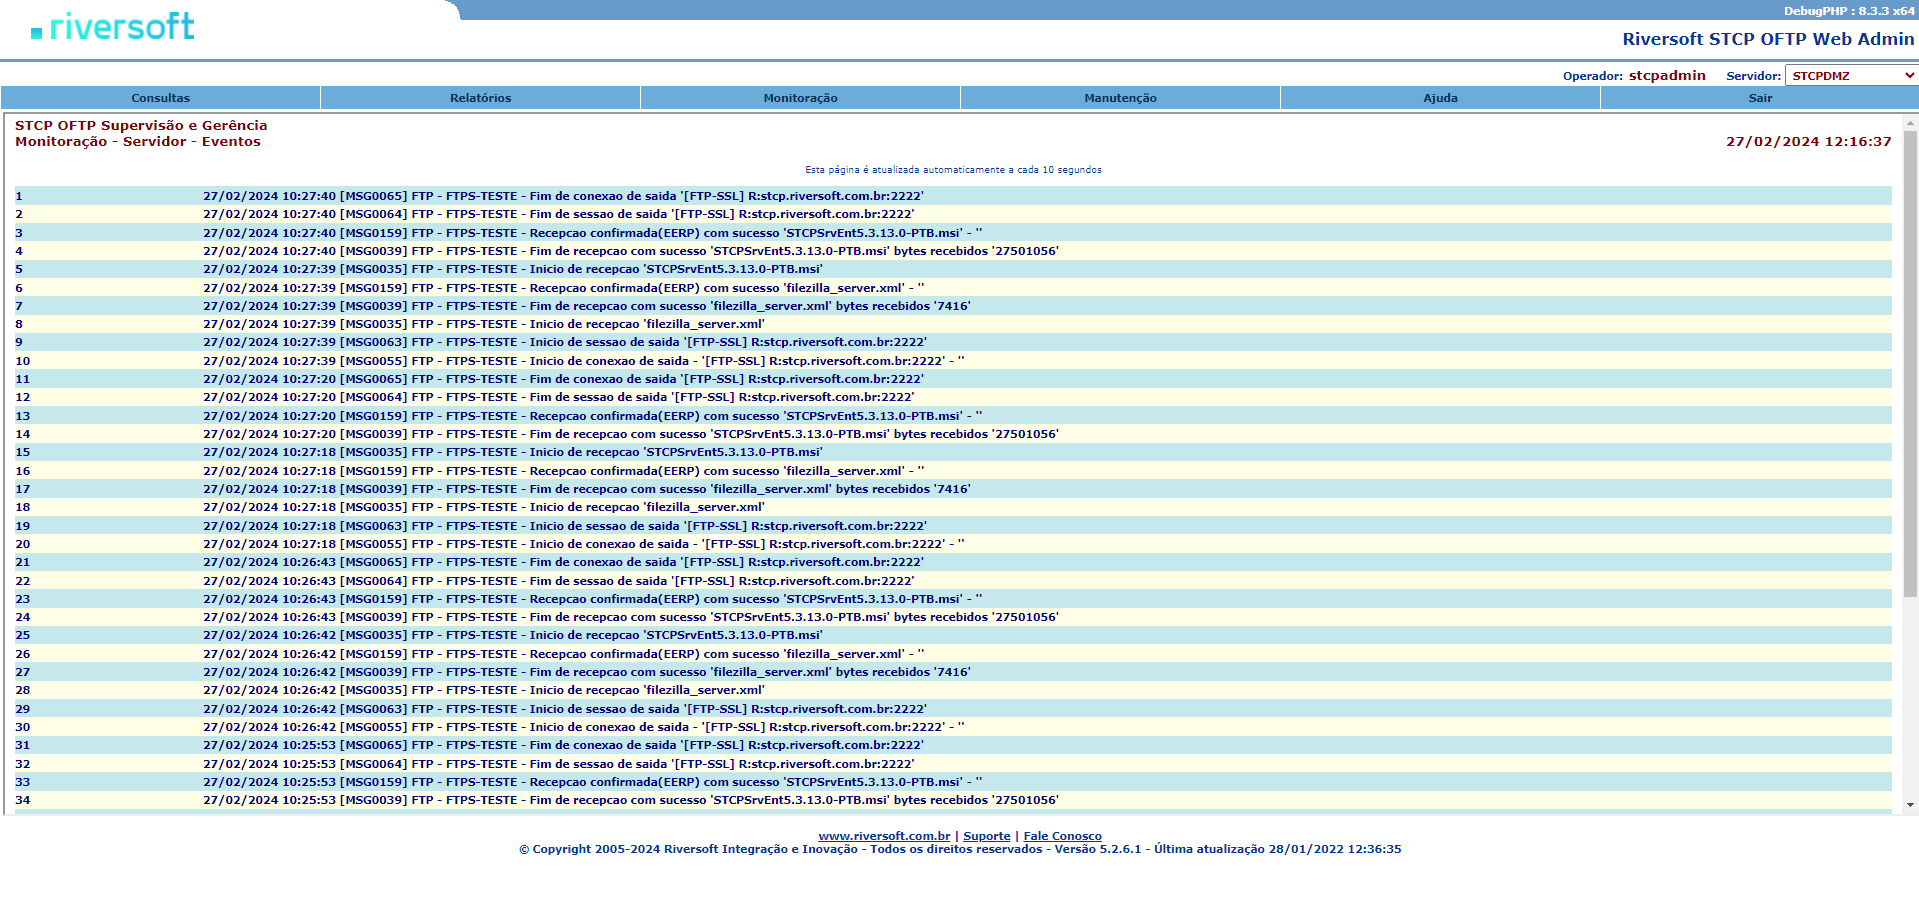 DebugPHP : 8.3.3 x64
riversoft
Riversoft STCP OFTP Web Admin
Operador: stcpadmin Servidor: STCPDMZ
Consultas Relatórios Monitoração Manutenção Ajuda Sair
STCP OFTP Supervisão e Gerência
Monitoração - Servidor - Eventos 27/02/2024 12:16:37
Esta página é atualizada automaticamente a cada 10 segundos
1 27/02/2024 10:27:40 [MSG0065] FTP - FTPS-TESTE - Fim de conexao de saida '[FTP-SSL] R:stcp.riversoft.com.br:2222'
2 27/02/2024 10:27:40 [MSG0064] FTP - FTPS-TESTE - Fim de sessao de saida '[FTP-SSL] R:stcp.riversoft.com.br:2222'
3 27/02/2024 10:27:40 [MSG0159] FTP - FTPS-TESTE - Recepcao confirmada(EERP) com sucesso 'STCPSrvEnt5.3.13.0-PTB.msi' - ''
4 27/02/2024 10:27:40 [MSG0039] FTP - FTPS-TESTE - Fim de recepcao com sucesso 'STCPSrvEnt5.3.13.0-PTB.msi' bytes recebidos '27501056'
5 27/02/2024 10:27:39 [MSG0035] FTP - FTPS-TESTE - Inicio de recepcao 'STCPSrvEnt5.3.13.0-PTB.msi'
6 27/02/2024 10:27:39 [MSG0159] FTP - FTPS-TESTE - Recepcao confirmada(EERP) com sucesso 'filezilla_server.xml' - ''
7 27/02/2024 10:27:39 [MSG0039] FTP - FTPS-TESTE - Fim de recepcao com sucesso 'filezilla_server.xml' bytes recebidos '7416'
8 27/02/2024 10:27:39 [MSG0035] FTP - FTPS-TESTE - Inicio de recepcao 'filezilla_server.xml'
9 27/02/2024 10:27:39 [MSG0063] FTP - FTPS-TESTE - Inicio de sessao de saida '[FTP-SSL] R:stcp.riversoft.com.br:2222'
10 27/02/2024 10:27:39 [MSG0055] FTP - FTPS-TESTE - Inicio de conexao de saida - '[FTP-SSL] R:stcp.riversoft.com.br:2222' - ''
11 27/02/2024 10:27:20 [MSG0065] FTP - FTPS-TESTE - Fim de conexao de saida '[FTP-SSL] R:stcp.riversoft.com.br:2222'
12 27/02/2024 10:27:20 [MSG0064] FTP - FTPS-TESTE - Fim de sessao de saida '[FTP-SSL] R:stcp.riversoft.com.br:2222'
13 27/02/2024 10:27:20 [MSG0159] FTP - FTPS-TESTE - Recepcao confirmada(EERP) com sucesso 'STCPSrvEnt5.3.13.0-PTB.msi' - ''
14 27/02/2024 10:27:20 [MSG0039] FTP - FTPS-TESTE - Fim de recepcao com sucesso 'STCPSrvEnt5.3.13.0-PTB.msi' bytes recebidos '27501056'
15 27/02/2024 10:27:18 [MSG0035] FTP - FTPS-TESTE - Inicio de recepcao 'STCPSrvEnt5.3.13.0-PTB.msi'
16 27/02/2024 10:27:18 [MSG0159] FTP - FTPS-TESTE - Recepcao confirmada(EERP) com sucesso 'filezilla_server.xml' - ''
17 27/02/2024 10:27:18 [MSG0039] FTP - FTPS-TESTE - Fim de recepcao com sucesso 'filezilla_server.xml' bytes recebidos '7416'
18 27/02/2024 10:27:18 [MSG0035] FTP - FTPS-TESTE - Inicio de recepcao 'filezilla_server.xml'
19 27/02/2024 10:27:18 [MSG0063] FTP - FTPS-TESTE - Inicio de sessao de saida '[FTP-SSL] R:stcp.riversoft.com.br:2222'
20 27/02/2024 10:27:18 [MSG0055] FTP - FTPS-TESTE - Inicio de conexao de saida - '[FTP-SSL] R:stcp.riversoft.com.br:2222' - ''
21 27/02/2024 10:26:43 [MSG0065] FTP - FTPS-TESTE - Fim de conexao de saida '[FTP-SSL] R:stcp.riversoft.com.br:2222'
22 27/02/2024 10:26:43 [MSG0064] FTP - FTPS-TESTE - Fim de sessao de saida '[FTP-SSL] R:stcp.riversoft.com.br:2222'
23 27/02/2024 10:26:43 [MSG0159] FTP - FTPS-TESTE - Recepcao confirmada(EERP) com sucesso 'STCPSrvEnt5.3.13.0-PTB.msi' - ''
24 27/02/2024 10:26:43 [MSG0039] FTP - FTPS-TESTE - Fim de recepcao com sucesso 'STCPSrvEnt5.3.13.0-PTB.msi' bytes recebidos '27501056'
25 27/02/2024 10:26:42 [MSG0035] FTP - FTPS-TESTE - Inicio de recepcao 'STCPSrvEnt5.3.13.0-PTB.msi'
26 27/02/2024 10:26:42 [MSG0159] FTP - FTPS-TESTE - Recepcao confirmada(EERP) com sucesso 'filezilla_server.xml' - ''
27 27/02/2024 10:26:42 [MSG0039] FTP - FTPS-TESTE - Fim de recepcao com sucesso 'filezilla_server.xml' bytes recebidos '7416'
28 27/02/2024 10:26:42 [MSG0035] FTP - FTPS-TESTE - Inicio de recepcao 'filezilla_server.xml'
29 27/02/2024 10:26:42 [MSG0063] FTP - FTPS-TESTE - Inicio de sessao de saida '[FTP-SSL] R:stcp.riversoft.com.br:2222'
30 27/02/2024 10:26:42 [MSG0055] FTP - FTPS-TESTE - Inicio de conexao de saida - '[FTP-SSL] R:stcp.riversoft.com.br:2222' - ''
31 27/02/2024 10:25:53 [MSG0065] FTP - FTPS-TESTE - Fim de conexao de saida '[FTP-SSL] R:stcp.riversoft.com.br:2222'
32 27/02/2024 10:25:53 [MSG0064] FTP - FTPS-TESTE - Fim de sessao de saida '[FTP-SSL] R:stcp.riversoft.com.br:2222'
33 27/02/2024 10:25:53 [MSG0159] FTP - FTPS-TESTE - Recepcao confirmada(EERP) com sucesso 'STCPSrvEnt5.3.13.0-PTB.msi' - ''
34 27/02/2024 10:25:53 [MSG0039] FTP - FTPS-TESTE - Fim de recepcao com sucesso 'STCPSrvEnt5.3.13.0-PTB.msi' bytes recebidos '27501056'
www.riversoft.com.br | Suporte | Fale Conosco
© Copyright 2005-2024 Riversoft Integração e Inovação - Todos os direitos reservados - Versão 5.2.6.1 - Última atualização 28/01/2022 12:36:35